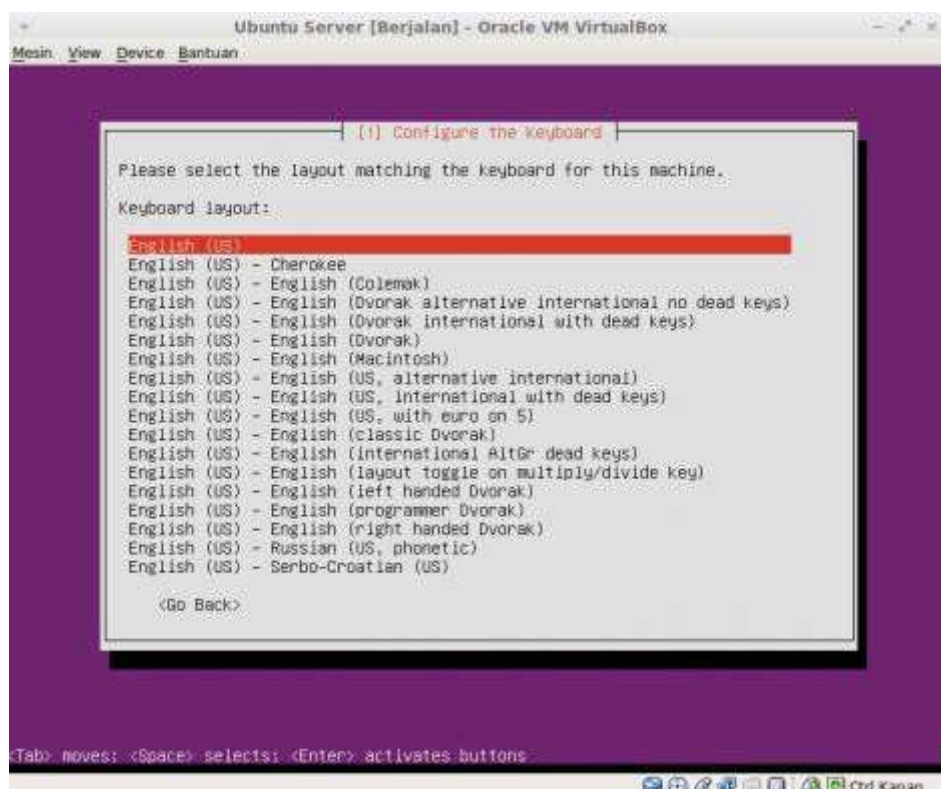 Ubuntu Server [Berjalan] - Oracle VM VirtualBox
Mesin View Device Bantuan
[!] Configure the keyboard
Please select the layout matching the keyboard for this machine.
Keyboard layout:
English (US)
English (US) - Cherokee
English (US) - English (Colemak)
English (US) - English (Dvorak alternative international no dead keys)
English (US) - English (Dvorak international with dead keys)
English (US) - English (Dvorak)
English (US) - English (Macintosh)
English (US) - English (US, alternative international)
English (US) - English (US, international with dead keys)
English (US) - English (US, with euro on 5)
English (US) - English (classic Dvorak)
English (US) - English (international AltGr dead keys)
English (US) - English (layout toggle on multiply/divide key)
English (US) - English (left handed Dvorak)
English (US) - English (programmer Dvorak)
English (US) - English (right handed Dvorak)
English (US) - Russian (US, phonetic)
English (US) - Serbo-Croatian (US)
<Go Back>
<Tab> moves; <Space> selects; <Enter> activates buttons
Ctrl Kanan